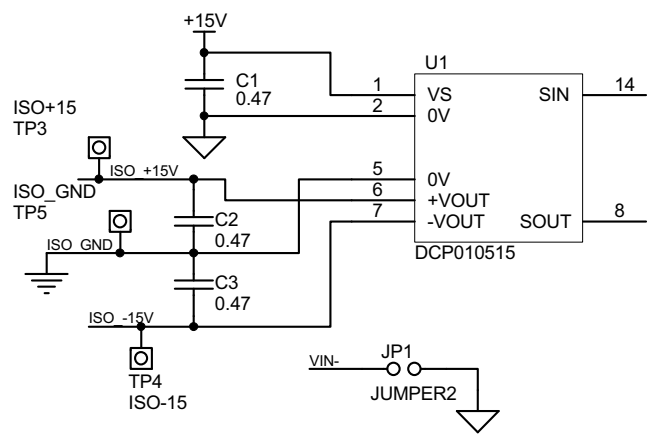 +15V
U1
C1
0.47
1
VS
SIN
14
2
0V
ISO+15
TP3
ISO_+15V
5
0V
ISO_GND
TP5
6
+VOUT
C2
0.47
7
-VOUT
SOUT
8
ISO_GND
DCP010515
C3
0.47
ISO_-15V
TP4
ISO-15
VIN-
JP1
JUMPER2